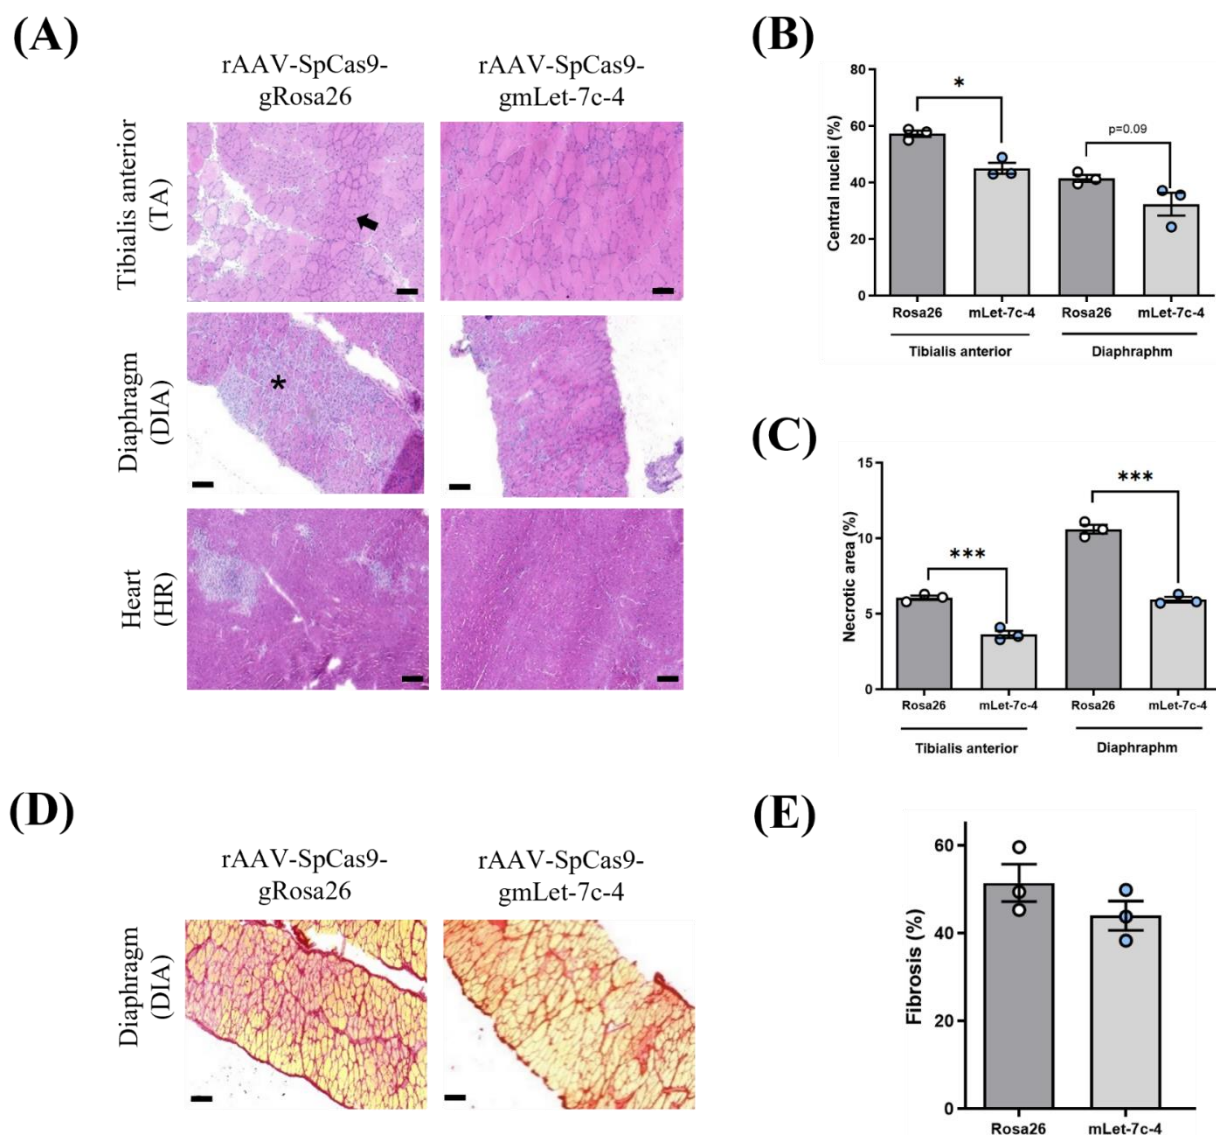 (A)
rAAV-SpCas9-
gRosa26
rAAV-SpCas9-
gmLet-7c-4
Tibialis anterior
(TA)
Diaphragm
(DIA)
*
Heart
(HR)
(B)
Central nuclei (%)
80
60
40
20
0
*
p=0.09
Rosa26
mLet-7c-4
Rosa26
mLet-7c-4
Tibialis anterior
Diaphraphm
(C)
Necrotic area (%)
15
10
5
0
***
***
Rosa26
mLet-7c-4
Rosa26
mLet-7c-4
Tibialis anterior
Diaphraphm
(D)
rAAV-SpCas9-
gRosa26
rAAV-SpCas9-
gmLet-7c-4
Diaphragm
(DIA)
(E)
Fibrosis (%)
60
40
20
0
Rosa26
mLet-7c-4